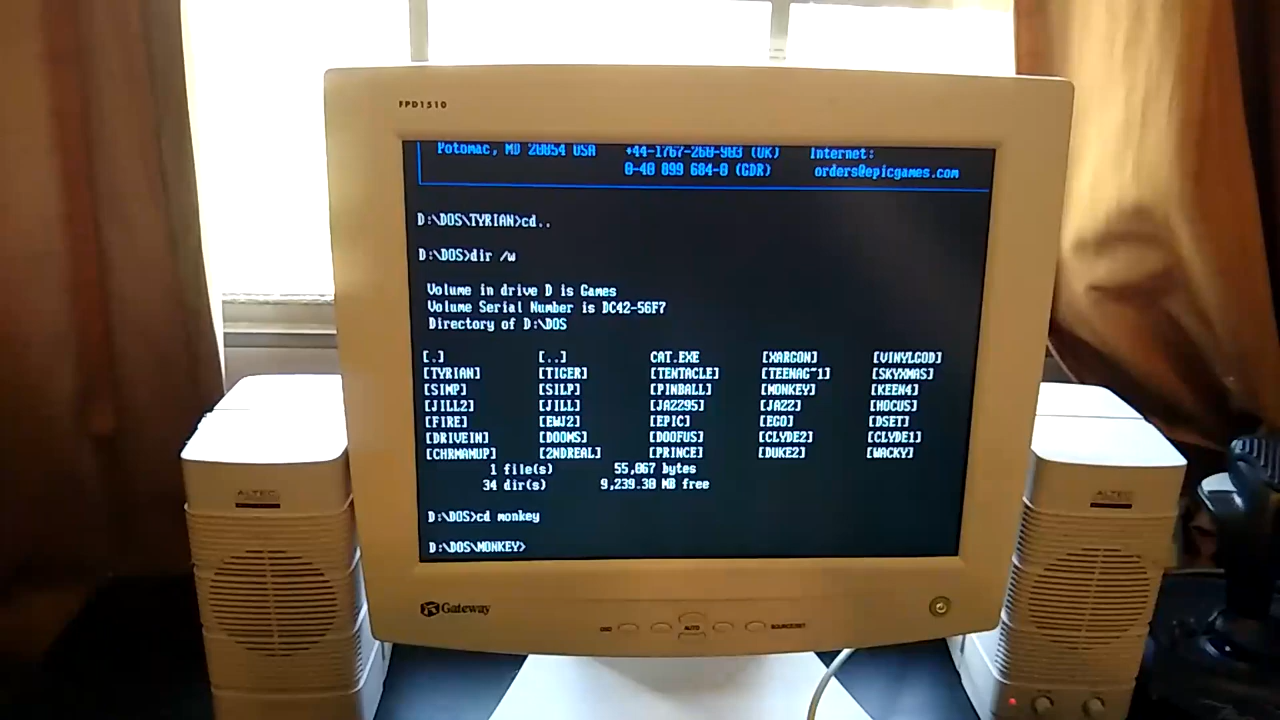 FPD1510
Potomac, MD 20854 USA +44-1767-260-903 (UK) Internet:
0-40 899 604-0 (GDR) orders@epicgames.com
D:\DOS\TYRIAN>cd..
D:\DOS>dir /w
Volume in drive D is Games
Volume Serial Number is DC42-56F7
Directory of D:\DOS
[.] [..] CAT.EXE [XARGON] [VINYLGOD]
[TYRIAN] [TIGER] [TENTACLE] [TEENAG~1] [SKYXMAS]
[SIMP] [SILP] [PINBALL] [MONKEY] [KEEN4]
[JILL2] [JILL] [JAZZ95] [JAZZ] [HOCUS]
[FIRE] [EWJ2] [EPIC] [EGO] [DSET]
[DRIVEIN] [DOOMS] [DOOFUS] [CLYDE2] [CLYDE1]
[CHRMAMUP] [2NDREAL] [PRINCE] [DUKE2] [WACKY]
1 file(s) 55,067 bytes
34 dir(s) 9,239.30 MB free
D:\DOS>cd monkey
D:\DOS\MONKEY>
Gateway
OSD AUTO
ALTEC
ALTEC